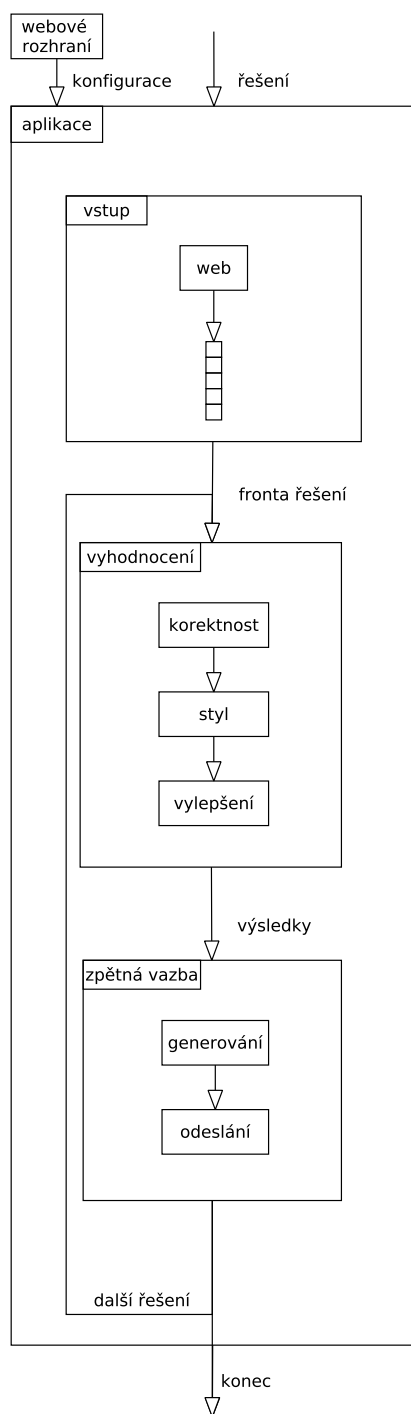 webové
rozhraní
konfigurace
řešení
aplikace
vstup
web
fronta řešení
vyhodnocení
korektnost
styl
vylepšení
výsledky
zpětná vazba
generování
odeslání
další řešení
konec